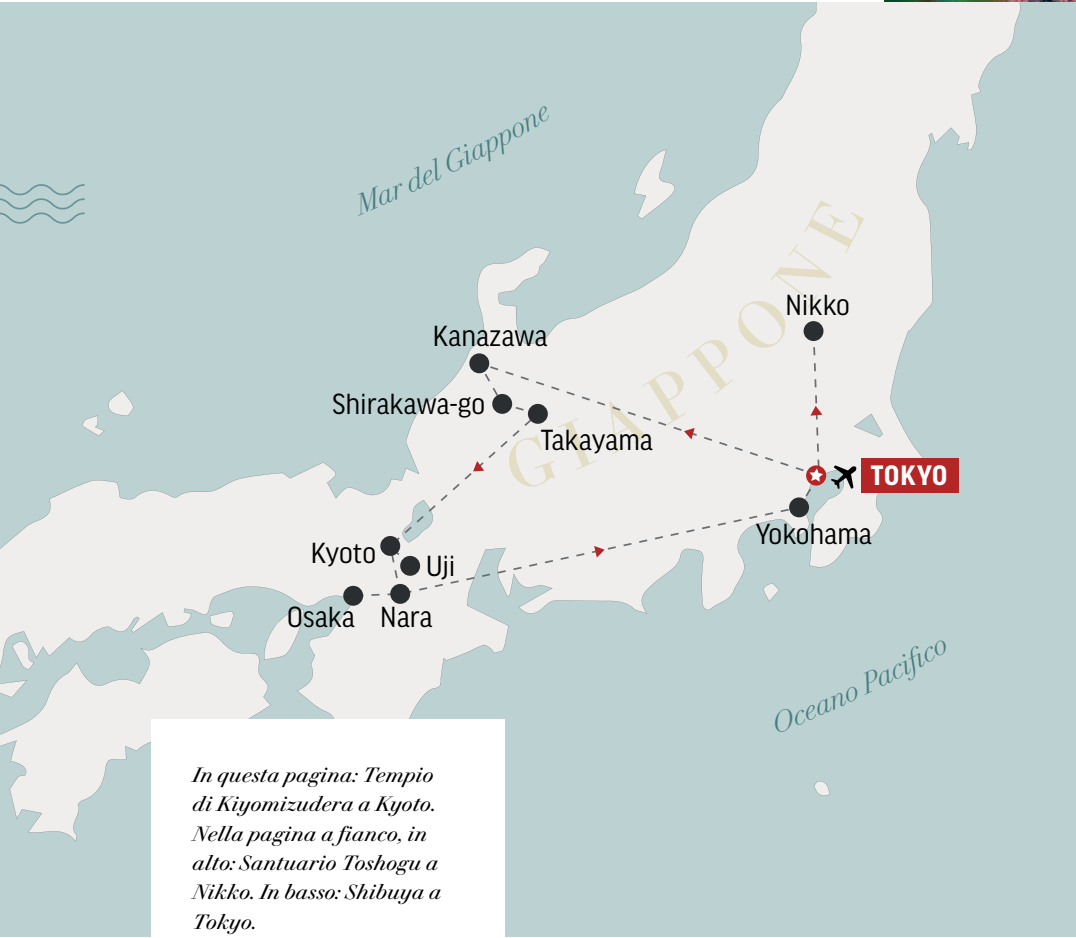 Mar del Giappone
GIAPPONE
Nikko
Kanazawa
Shirakawa-go
Takayama
TOKYO
Yokohama
Kyoto
Uji
Osaka
Nara
Oceano Pacifico
In questa pagina: Tempio
di Kiyomizudera a Kyoto.
Nella pagina a fianco, in
alto: Santuario Toshogu a
Nikko. In basso: Shibuya a
Tokyo.